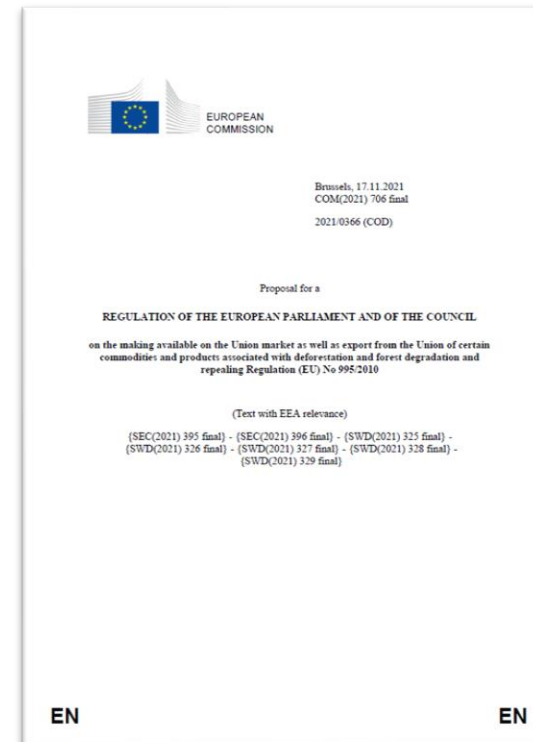 EUROPEAN
COMMISSION
Brussels, 17.11.2021
COM(2021) 706 final
2021/0366 (COD)
Proposal for a
REGULATION OF THE EUROPEAN PARLIAMENT AND OF THE COUNCIL
on the making available on the Union market as well as export from the Union of certain
commodities and products associated with deforestation and forest degradation and
repealing Regulation (EU) No 995/2010
(Text with EEA relevance)
{SEC(2021) 395 final} - {SEC(2021) 396 final} - {SWD(2021) 325 final} -
{SWD(2021) 326 final} - {SWD(2021) 327 final} - {SWD(2021) 328 final} -
{SWD(2021) 329 final}
EN EN